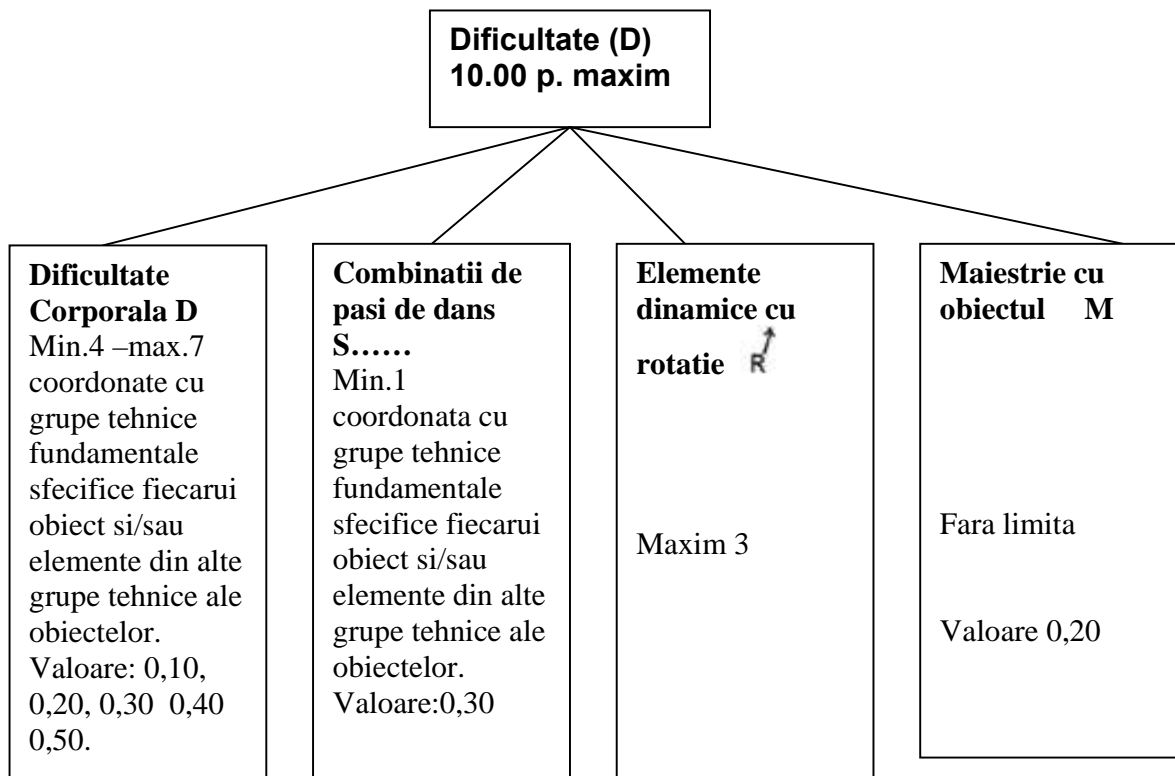 Dificultate (D)
10.00 p. maxim
Dificultate
Corporala D
Min.4 –max.7
coordonate cu
grupe tehnice
fundamentale
sfecifice fiecarui
obiect si/sau
elemente din alte
grupe tehnice ale
obiectelor.
Valoare: 0,10,
0,20, 0,30 0,40
0,50.
Combinatii de
pasi de dans
S……
Min.1
coordonata cu
grupe tehnice
fundamentale
sfecifice fiecarui
obiect si/sau
elemente din alte
grupe tehnice ale
obiectelor.
Valoare:0,30
Elemente
dinamice cu
rotatie R
Maxim 3
Maiestrie cu
obiectul M
Fara limita
Valoare 0,20